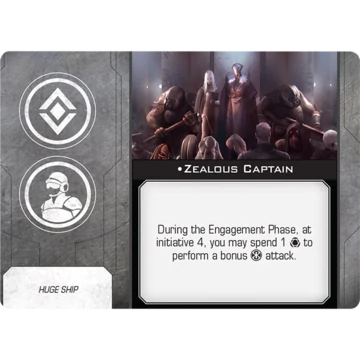 •ZEALOUS CAPTAIN
During the Engagement Phase, at
initiative 4, you may spend 1 to
perform a bonus attack.
HUGE SHIP